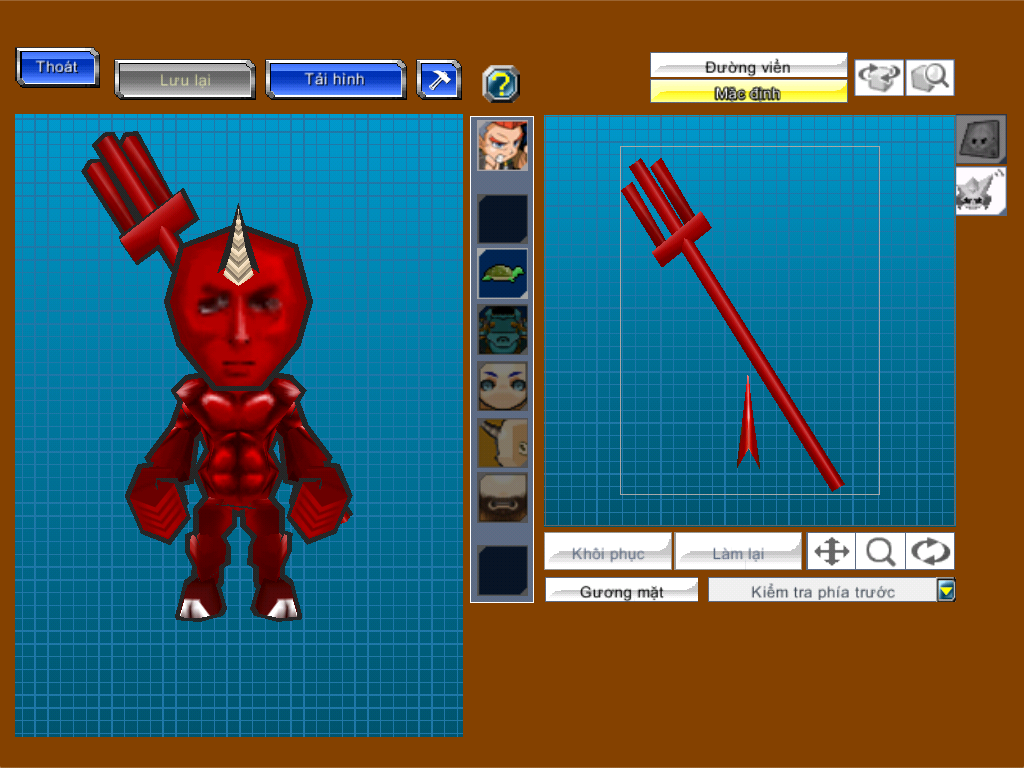 Thoát
Lưu lại
Tải hình
?
Đường viền
Mặc định
Khôi phục
Làm lại
Gương mặt
Kiểm tra phía trước